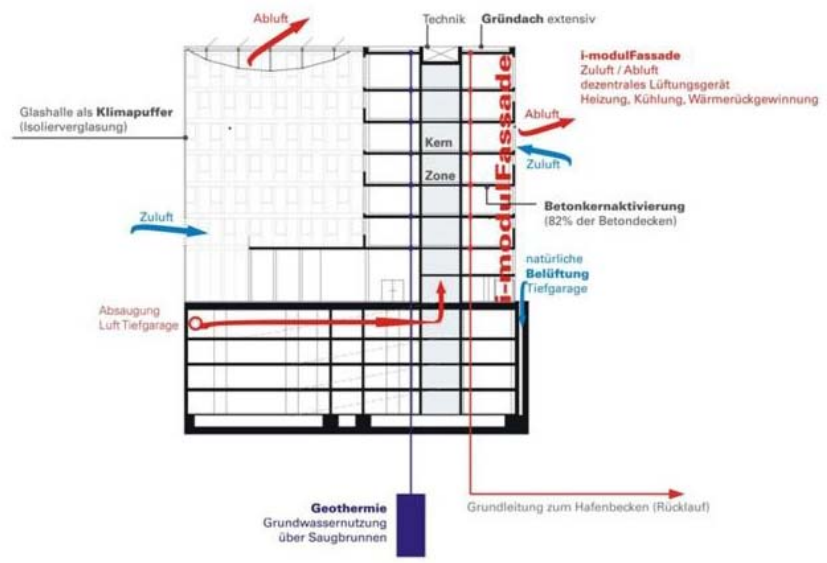 Abluft
Technik
Gründach extensiv
i-modulFassade
Zuluft / Abluft
dezentrales Lüftungsgerät
Heizung, Kühlung, Wärmerückgewinnung
Glashalle als Klimapuffer
(Isolierverglasung)
Abluft
Kern
Zone
Zuluft
i-modulFassade
Betonkernaktivierung
(82% der Betondecken)
Zuluft
natürliche
Belüftung
Tiefgarage
Absaugung
Luft Tiefgarage
Geothermie
Grundwassernutzung
über Saugbrunnen
Grundleitung zum Hafenbecken (Rücklauf)